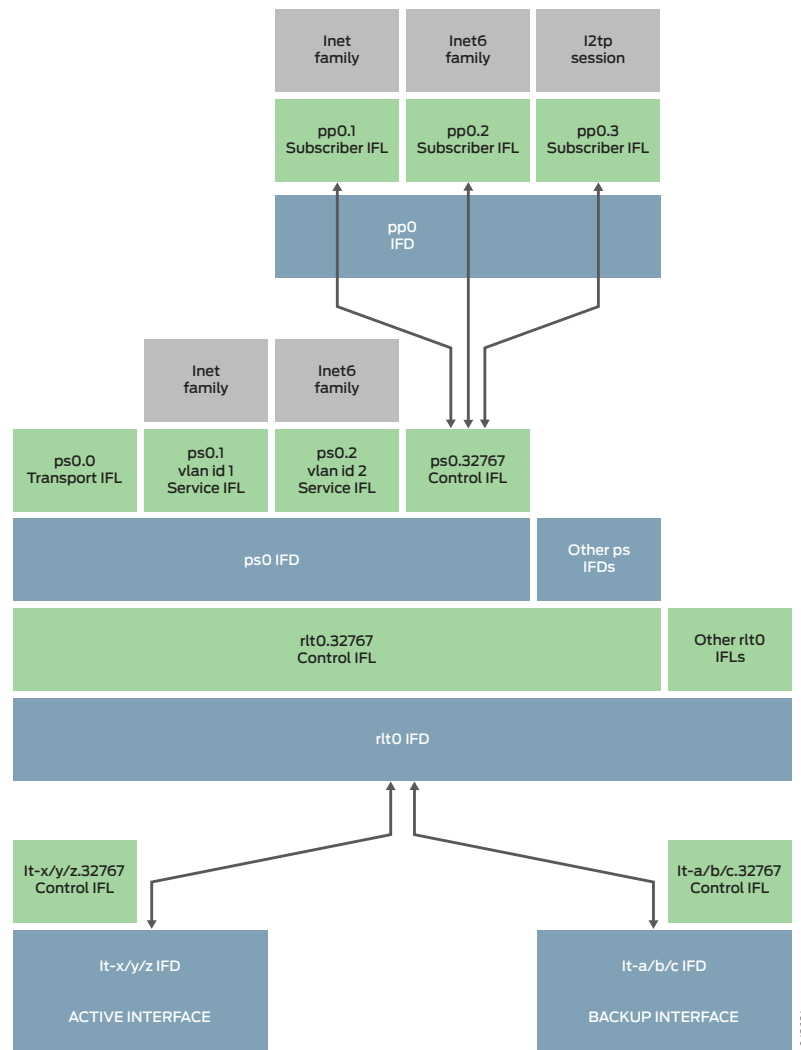 Inet
family
Inet6
family
l2tp
session
pp0.1
Subscriber IFL
pp0.2
Subscriber IFL
pp0.3
Subscriber IFL
pp0
IFD
Inet
family
Inet6
family
ps0.0
Transport IFL
ps0.1
vlan id 1
Service IFL
ps0.2
vlan id 2
Service IFL
ps0.32767
Control IFL
ps0 IFD
Other ps
IFDs
rlt0.32767
Control IFL
Other rlt0
IFLs
rlt0 IFD
lt-x/y/z.32767
Control IFL
lt-a/b/c.32767
Control IFL
lt-x/y/z IFD
ACTIVE INTERFACE
lt-a/b/c IFD
BACKUP INTERFACE